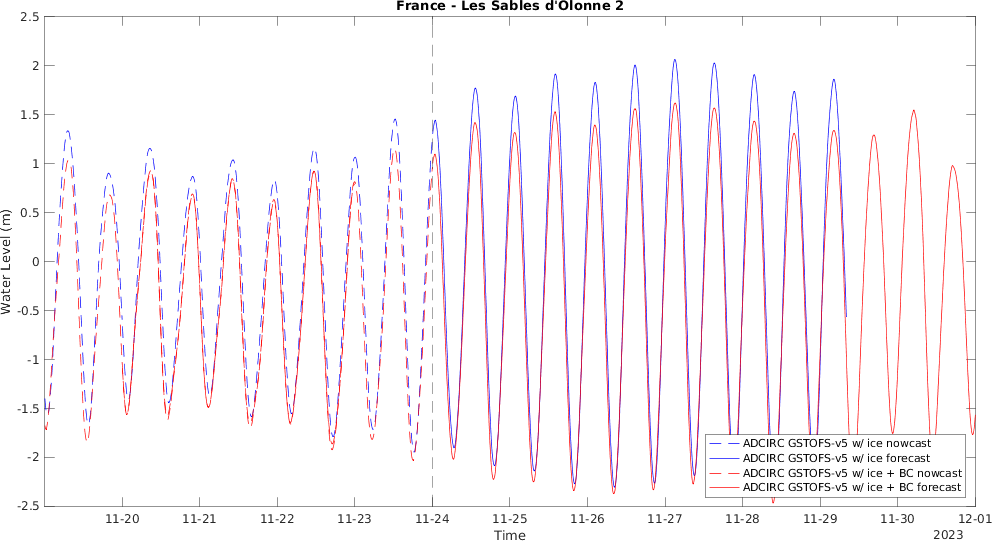 France - Les Sables d'Olonne 2
2.5
2
1.5
1
0.5
0
-0.5
-1
-1.5
-2
-2.5
Water Level (m)
ADCIRC GSTOFS-v5 w/ ice nowcast
ADCIRC GSTOFS-v5 w/ ice forecast
ADCIRC GSTOFS-v5 w/ ice + BC nowcast
ADCIRC GSTOFS-v5 w/ ice + BC forecast
11-20 11-21 11-22 11-23 11-24 11-25 11-26 11-27 11-28 11-29 11-30 12-01
Time
2023